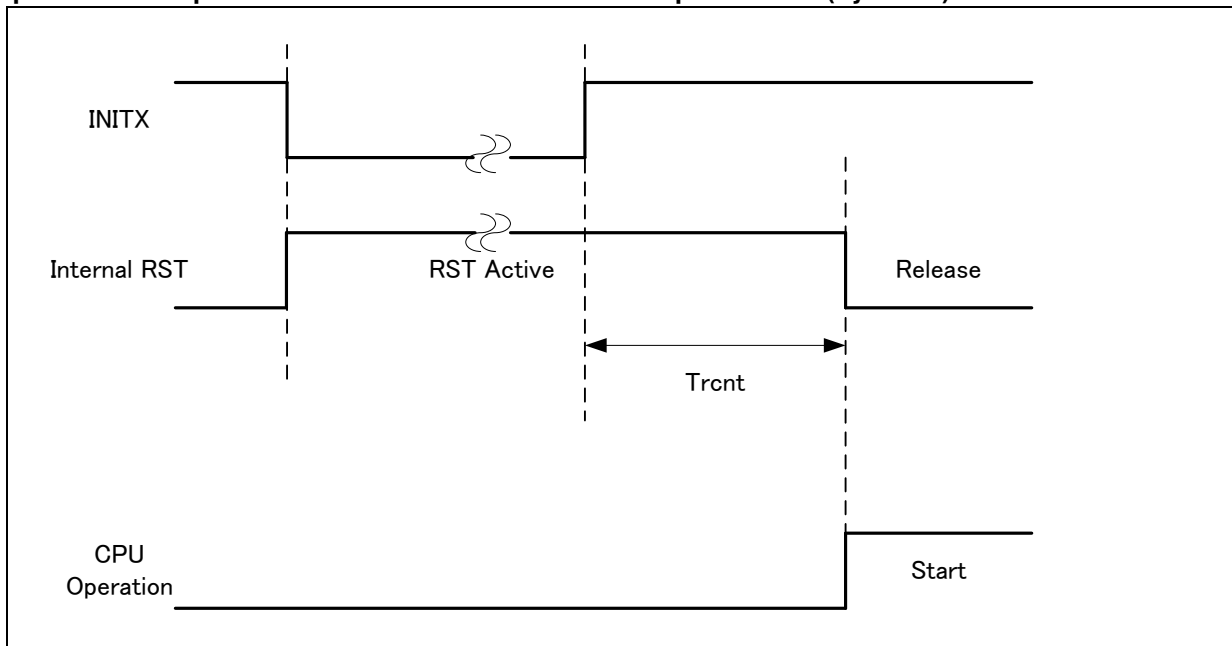 INITX
Internal RST
RST Active
Release
Trcnt
CPU
Operation
Start